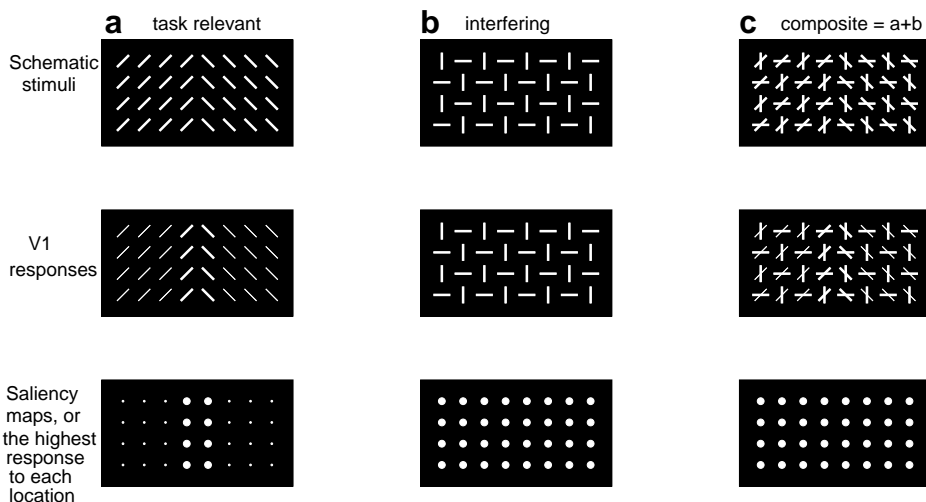 a task relevant
b interfering
c composite = a+b
Schematic
stimuli
V1
responses
Saliency
maps, or
the highest
response
to each
location